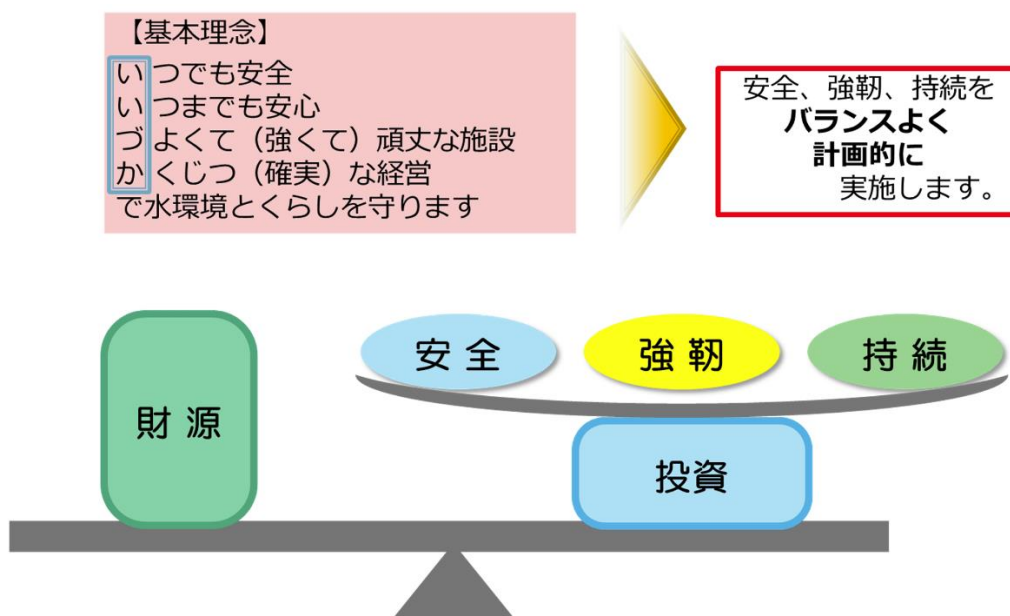 【基本理念】
いつでも安全
いつまでも安心
づよくて（強くて）頑丈な施設
かくじつ（確実）な経営
で水環境とくらしを守ります
安全、強靭、持続を
バランスよく
計画的に
実施します。
財源
安全
強靭
持続
投資